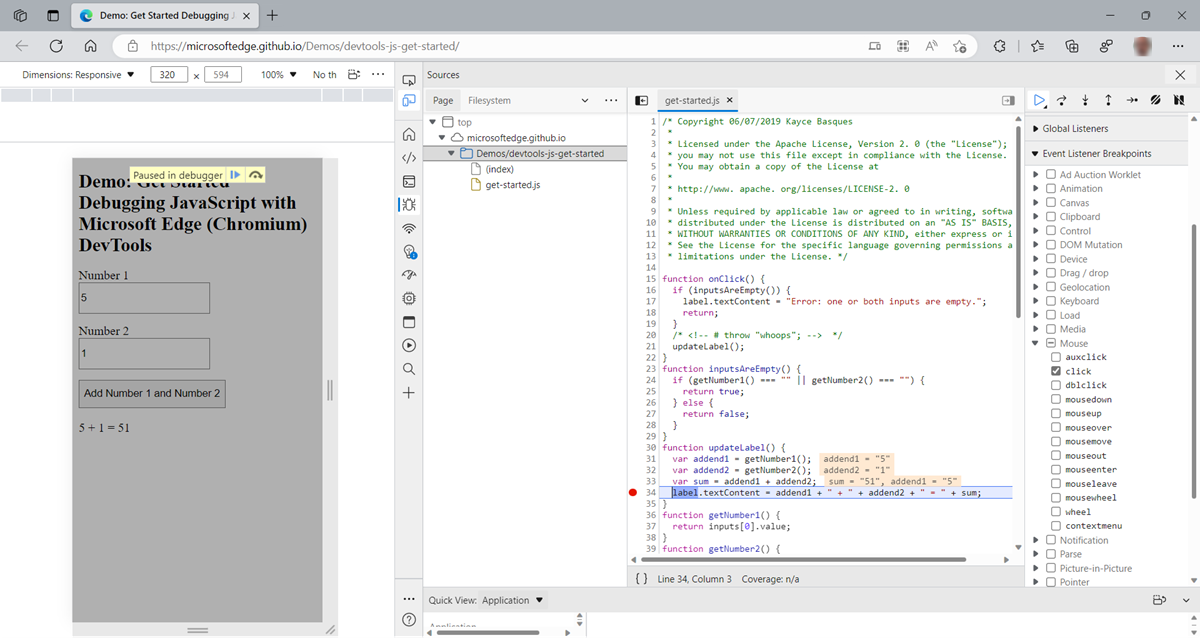 Demo: Get Started Debugging J
https://microsoftedge.github.io/Demos/devtools-js-get-started/
Dimensions: Responsive
320
x
594
100%
No th
Paused in debugger
Demo: Get Started
Debugging JavaScript with
Microsoft Edge (Chromium)
DevTools
Number 1
5
Number 2
1
Add Number 1 and Number 2
5 + 1 = 51
Sources
Page
Filesystem
top
microsoftedge.github.io
Demos/devtools-js-get-started
(index)
get-started.js
get-started.js
1 /* Copyright 06/07/2019 Kayce Basques
2 *
3 * Licensed under the Apache License, Version 2. 0 (the "License");
4 * you may not use this file except in compliance with the License.
5 * You may obtain a copy of the License at
6 *
7 * http://www. apache. org/licenses/LICENSE-2. 0
8 *
9 * Unless required by applicable law or agreed to in writing, softwa
10 * distributed under the License is distributed on an "AS IS" BASIS,
11 * WITHOUT WARRANTIES OR CONDITIONS OF ANY KIND, either express or i
12 * See the License for the specific language governing permissions a
13 * limitations under the License. */
14
15 function onClick() {
16 if (inputsAreEmpty()) {
17 label.textContent = "Error: one or both inputs are empty.";
18 return;
19 }
20 /* <!-- # throw "whoops"; --> */
21 updateLabel();
22 }
23 function inputsAreEmpty() {
24 if (getNumber1() === "" || getNumber2() === "") {
25 return true;
26 } else {
27 return false;
28 }
29 }
30 function updateLabel() {
31 var addend1 = getNumber1(); addend1 = "5"
32 var addend2 = getNumber2(); addend2 = "1"
33 var sum = addend1 + addend2; sum = "51", addend1 = "5"
34 label.textContent = addend1 + " + " + addend2 + " = " + sum;
35 }
36 function getNumber1() {
37 return inputs[0].value;
38 }
39 function getNumber2() {
{ } Line 34, Column 3 Coverage: n/a
Global Listeners
Event Listener Breakpoints
Ad Auction Worklet
Animation
Canvas
Clipboard
Control
DOM Mutation
Device
Drag / drop
Geolocation
Keyboard
Load
Media
Mouse
auxclick
click
dblclick
mousedown
mouseup
mouseover
mousemove
mouseout
mouseenter
mouseleave
mousewheel
wheel
contextmenu
Notification
Parse
Picture-in-Picture
Pointer
Quick View: Application
Application